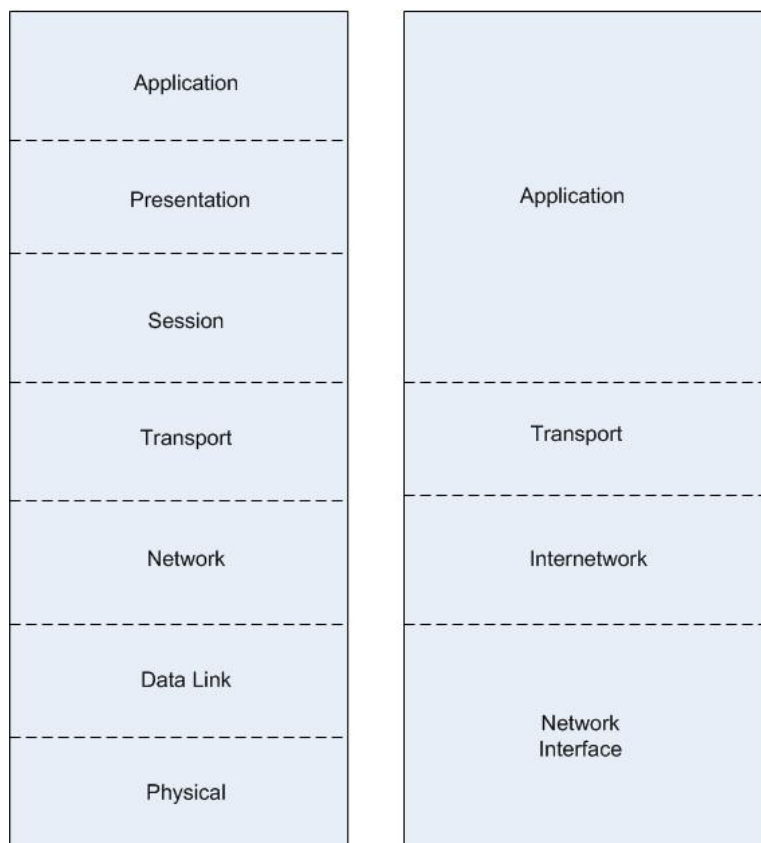 Application
Presentation
Session
Transport
Network
Data Link
Physical
Application
Transport
Internetwork
Network
Interface